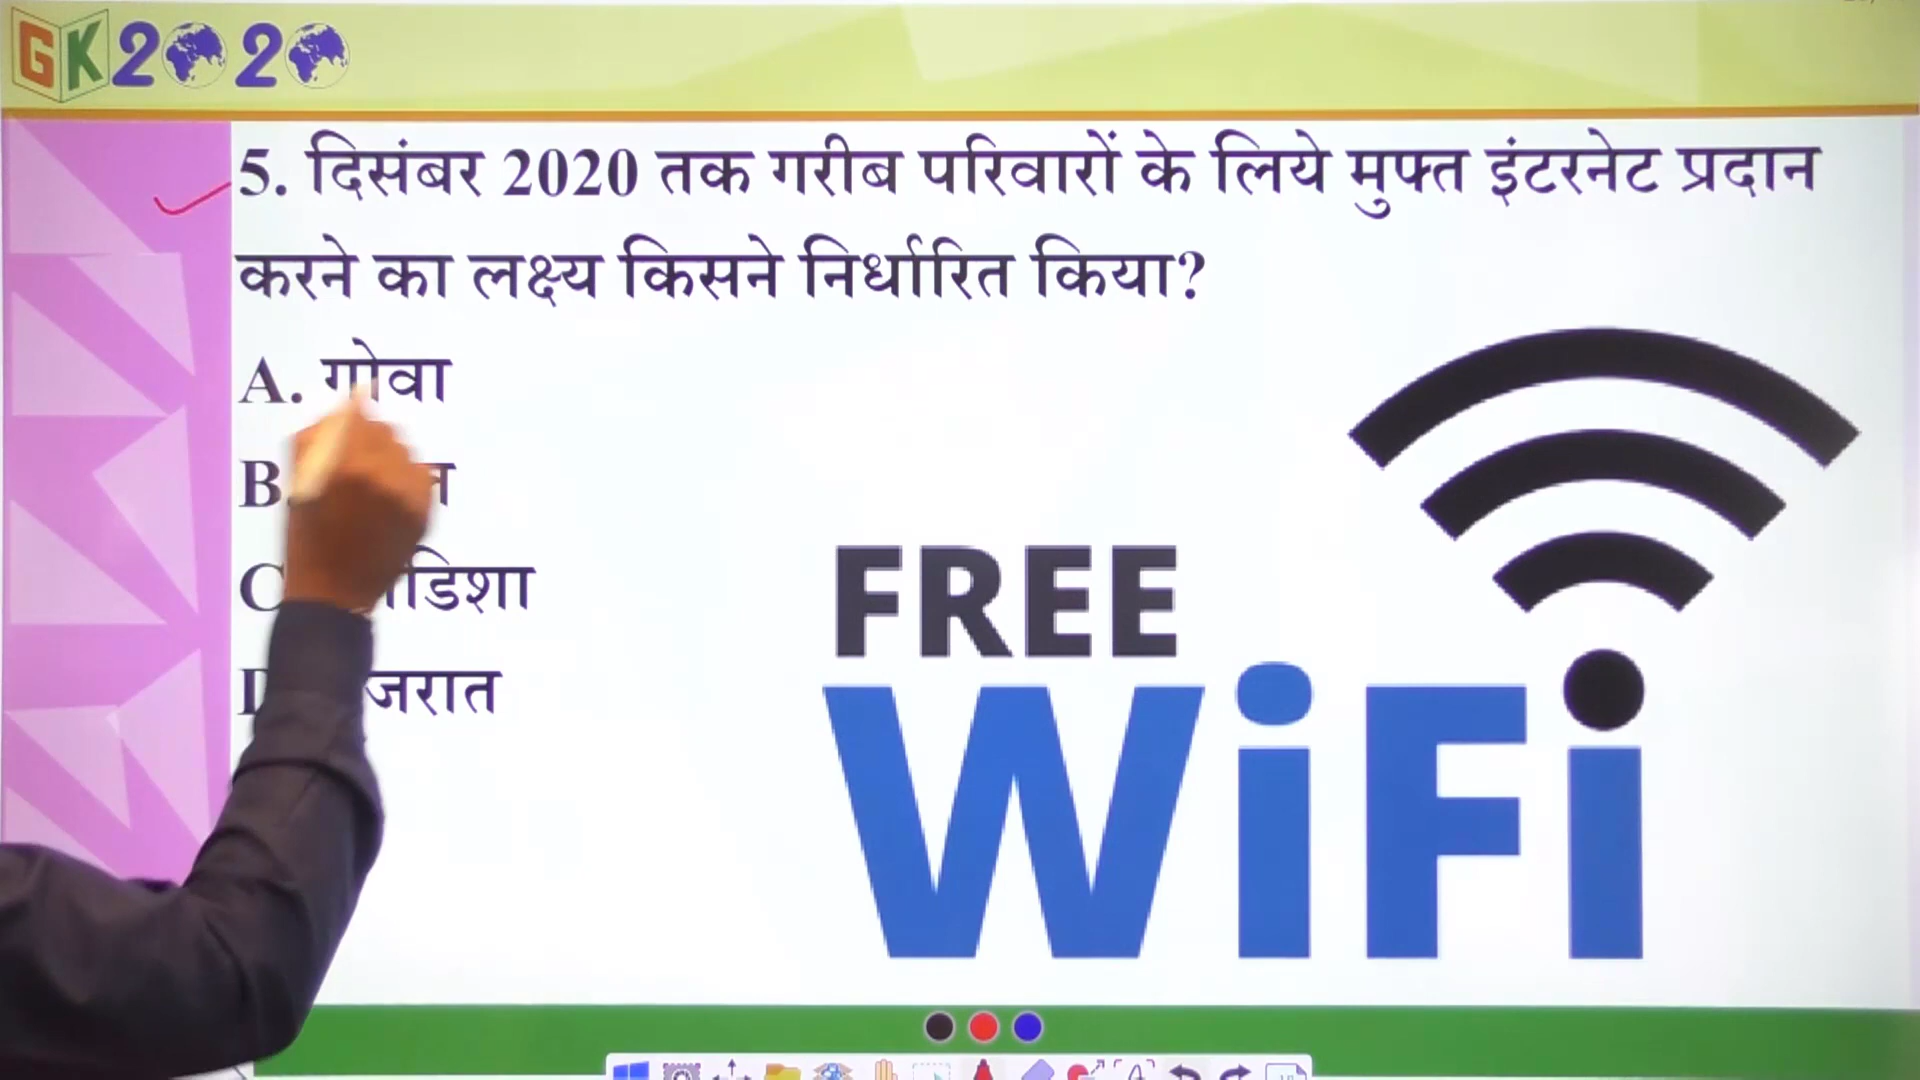 GK2020
5. दिसंबर 2020 तक गरीब परिवारों के लिये मुफ्त इंटरनेट प्रदान
करने का लक्ष्य किसने निर्धारित किया?
A. गोवा
B.
C
D
FREE
WiFi